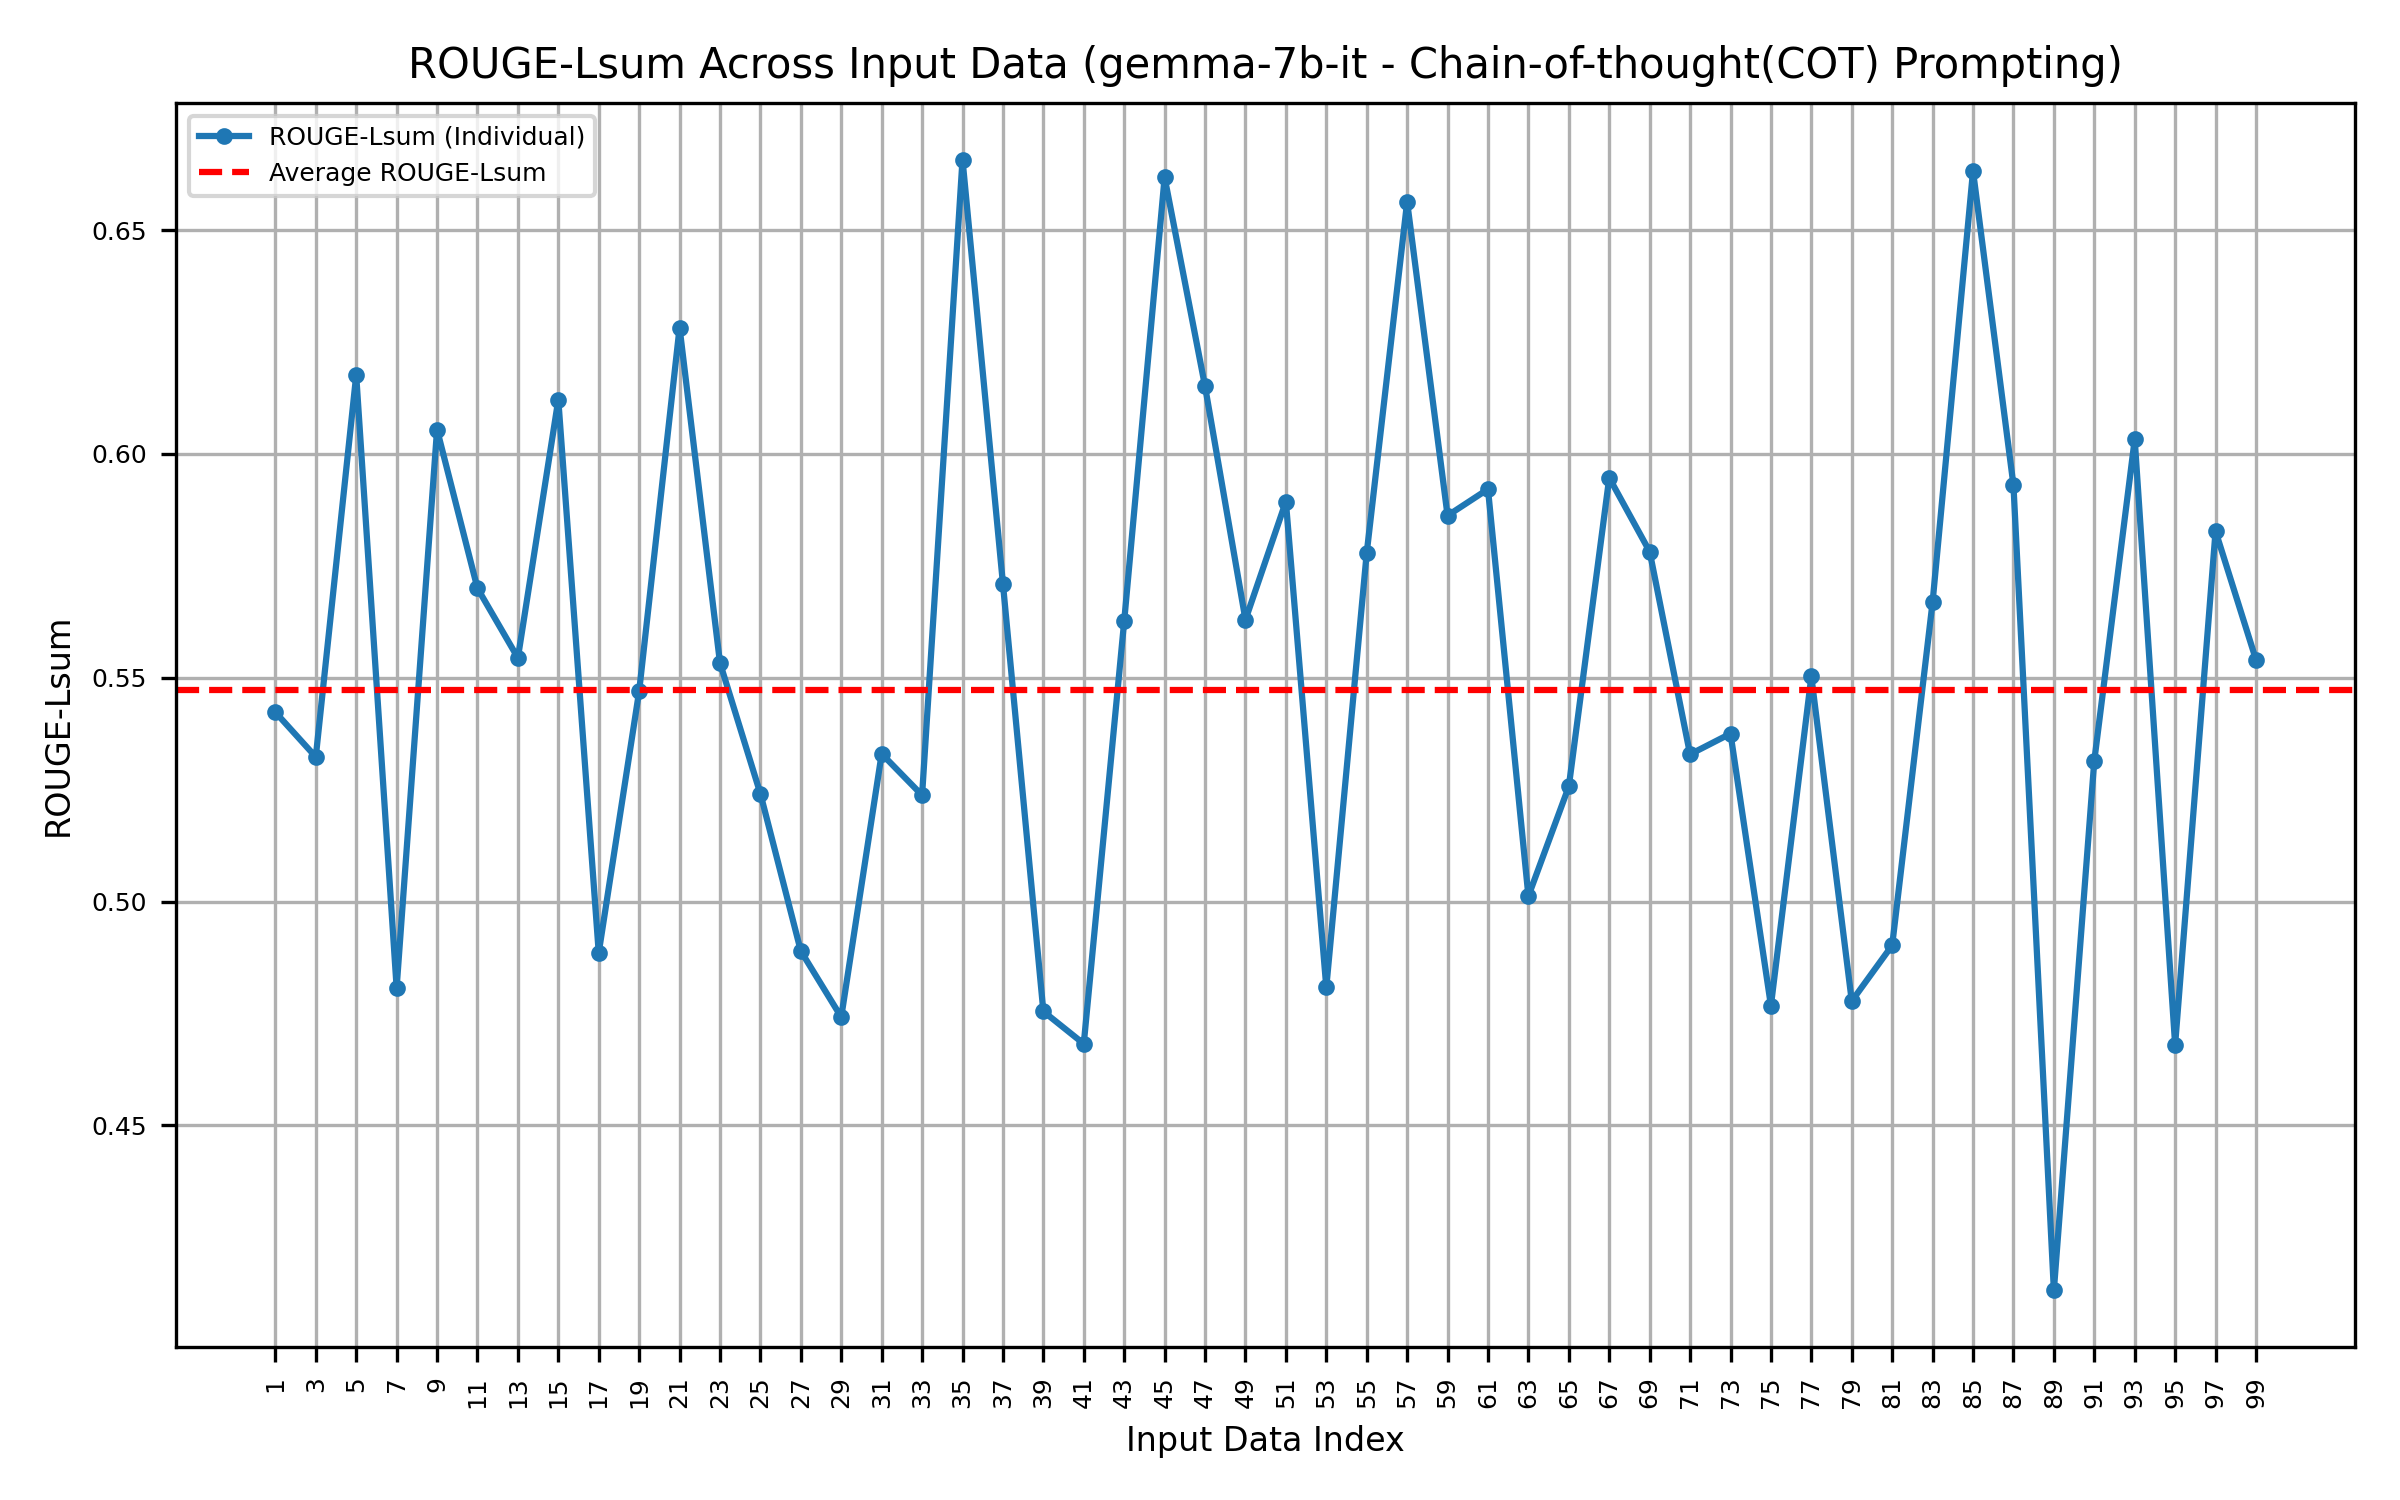 ROUGE-Lsum Across Input Data (gemma-7b-it - Chain-of-thought(COT) Prompting)
ROUGE-Lsum (Individual)
Average ROUGE-Lsum
ROUGE-Lsum
0.65
0.60
0.55
0.50
0.45
1 3 5 7 9 11 13 15 17 19 21 23 25 27 29 31 33 35 37 39 41 43 45 47 49 51 53 55 57 59 61 63 65 67 69 71 73 75 77 79 81 83 85 87 89 91 93 95 97 99
Input Data Index